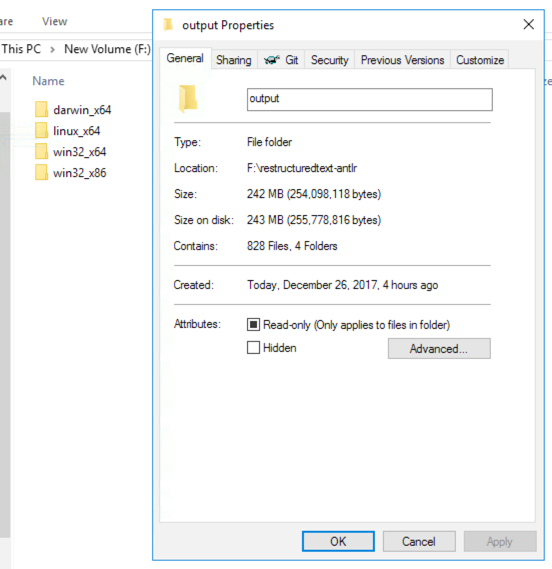 are View
This PC > New Volume (F:)
Name
darwin_x64
linux_x64
win32_x64
win32_x86
output Properties
General Sharing Git Security Previous Versions Customize
output
Type: File folder
Location: F:\restructuredtext-antlr
Size: 242 MB (254,098,118 bytes)
Size on disk: 243 MB (255,778,816 bytes)
Contains: 828 Files, 4 Folders
Created: Today, December 26, 2017, 4 hours ago
Attributes: Read-only (Only applies to files in folder)
Hidden Advanced...
OK Cancel Apply